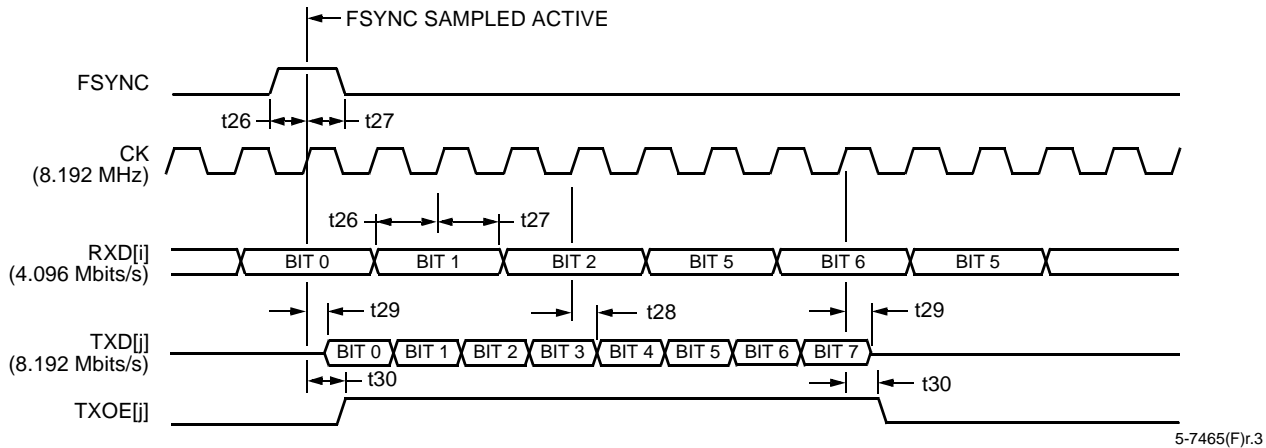 FSYNC SAMPLED ACTIVE
FSYNC
t26
t27
CK
(8.192 MHz)
t26
t27
RXD[i]
(4.096 Mbits/s)
BIT 0
BIT 1
BIT 2
BIT 5
BIT 6
BIT 5
t29
t28
t29
TXD[j]
(8.192 Mbits/s)
BIT 0
BIT 1
BIT 2
BIT 3
BIT 4
BIT 5
BIT 6
BIT 7
t30
t30
TXOE[j]
5-7465(F)r.3